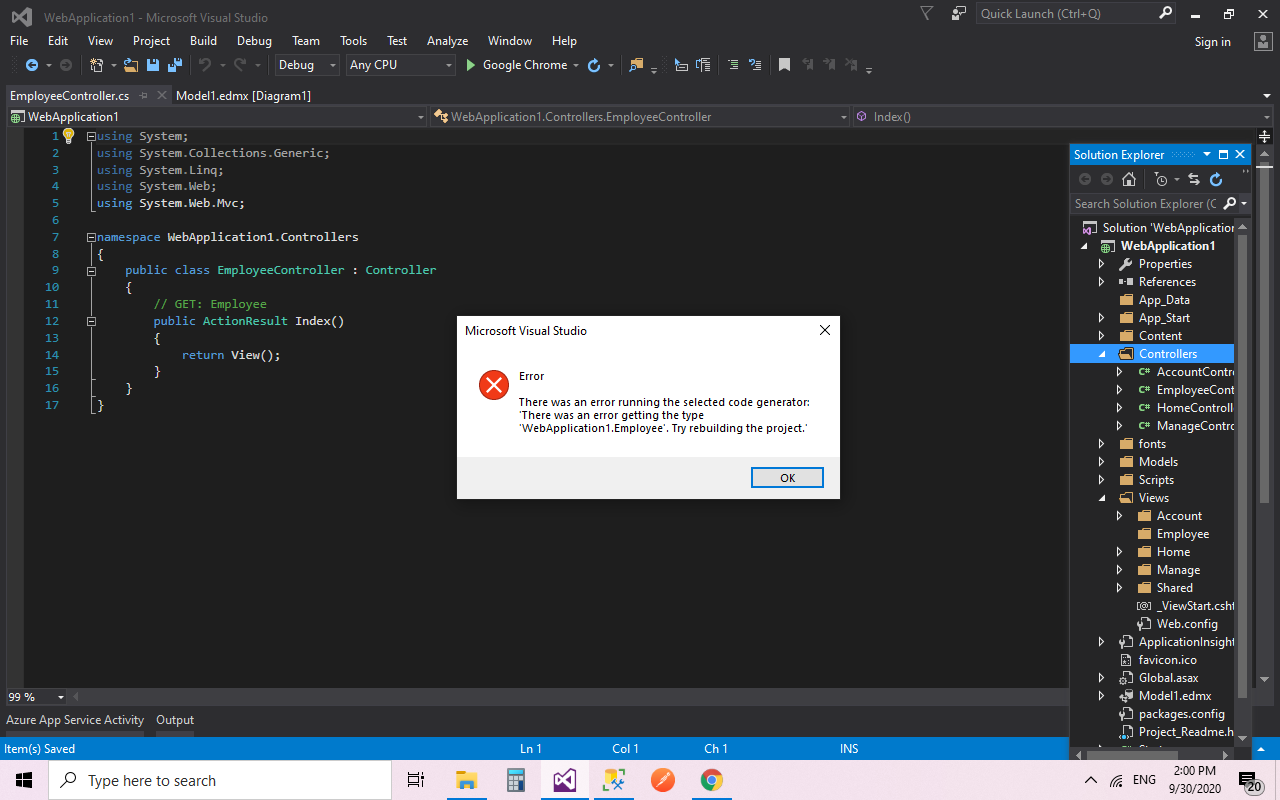 WebApplication1 - Microsoft Visual Studio
Quick Launch (Ctrl+Q)
File Edit View Project Build Debug Team Tools Test Analyze Window Help
Sign in
Debug Any CPU Google Chrome
EmployeeController.cs Model1.edmx [Diagram1]
WebApplication1 WebApplication1.Controllers.EmployeeController Index()
1 using System;
2 using System.Collections.Generic;
3 using System.Linq;
4 using System.Web;
5 using System.Web.Mvc;
6
7 namespace WebApplication1.Controllers
8 {
9 public class EmployeeController : Controller
10 {
11 // GET: Employee
12 public ActionResult Index()
13 {
14 return View();
15 }
16 }
17 }
Microsoft Visual Studio
Error
There was an error running the selected code generator:
'There was an error getting the type
'WebApplication1.Employee'. Try rebuilding the project.'
OK
Solution Explorer
Search Solution Explorer (C
Solution 'WebApplication
WebApplication1
Properties
References
App_Data
App_Start
Content
Controllers
C# AccountContr
C# EmployeeCont
C# HomeControlle
C# ManageContro
fonts
Models
Scripts
Views
Account
Employee
Home
Manage
Shared
[@] _ViewStart.csht
Web.config
ApplicationInsight
favicon.ico
Global.asax
Model1.edmx
packages.config
Project_Readme.h
99 %
Azure App Service Activity Output
Item(s) Saved Ln 1 Col 1 Ch 1 INS
Type here to search
ENG
2:00 PM
9/30/2020
20